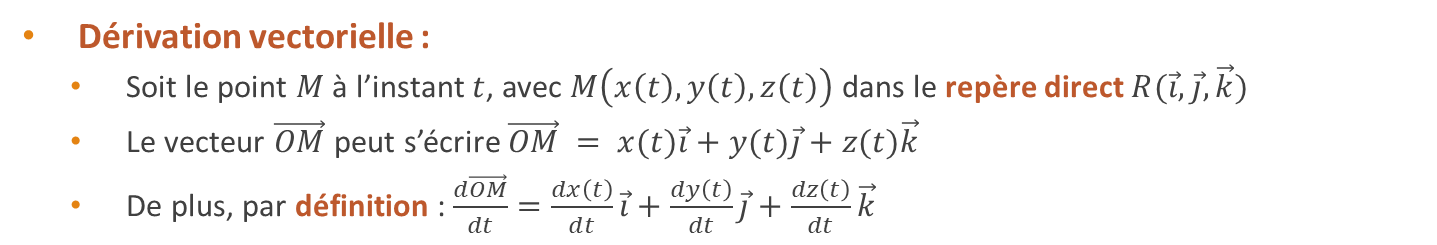 • Dérivation vectorielle :
• Soit le point 𝑀 à l’instant 𝑡, avec 𝑀(𝑥(𝑡), 𝑦(𝑡), 𝑧(𝑡)) dans le repère direct 𝑅(𝑖⃗, 𝑗⃗, 𝑘⃗)
• Le vecteur 𝑂𝑀⃗ peut s’écrire 𝑂𝑀⃗ = 𝑥(𝑡)𝑖⃗ + 𝑦(𝑡)𝑗⃗ + 𝑧(𝑡)𝑘⃗
• De plus, par définition : 𝑑𝑂𝑀⃗/𝑑𝑡 = 𝑑𝑥(𝑡)/𝑑𝑡 𝑖⃗ + 𝑑𝑦(𝑡)/𝑑𝑡 𝑗⃗ + 𝑑𝑧(𝑡)/𝑑𝑡 𝑘⃗